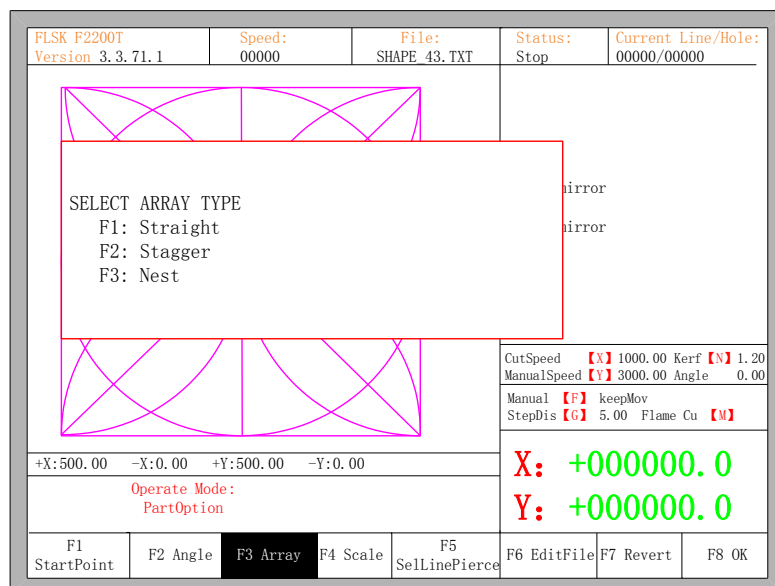 FLSK F2200T Speed: File: Status: Current Line/Hole:
Version 3.3.71.1 00000 SHAPE_43.TXT Stop 00000/00000
SELECT ARRAY TYPE
F1: Straight
F2: Stagger
F3: Nest
mirror
mirror
CutSpeed 【X】 1000.00 Kerf 【N】 1.20
ManualSpeed 【Y】 3000.00 Angle 0.00
Manual 【F】 keepMov
StepDis 【G】 5.00 Flame Cu 【M】
+X:500.00 -X:0.00 +Y:500.00 -Y:0.00
Operate Mode:
PartOption
X: +000000.0
Y: +000000.0
F1 StartPoint
F2 Angle
F3 Array
F4 Scale
F5 SelLinePierce
F6 EditFile
F7 Revert
F8 OK